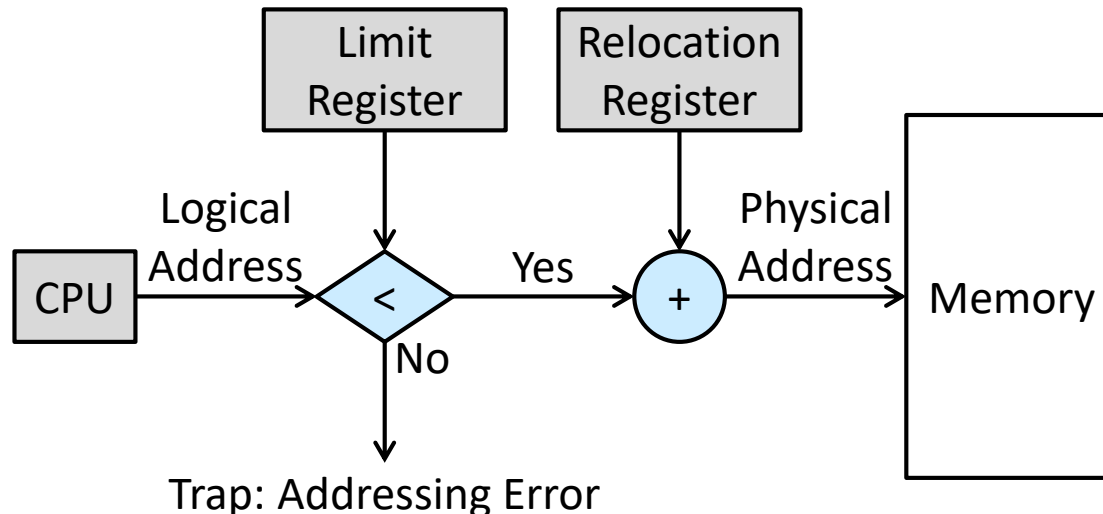 Limit
Register
Relocation
Register
Logical
Address
Physical
Address
CPU
<
Yes
+
Memory
No
Trap: Addressing Error